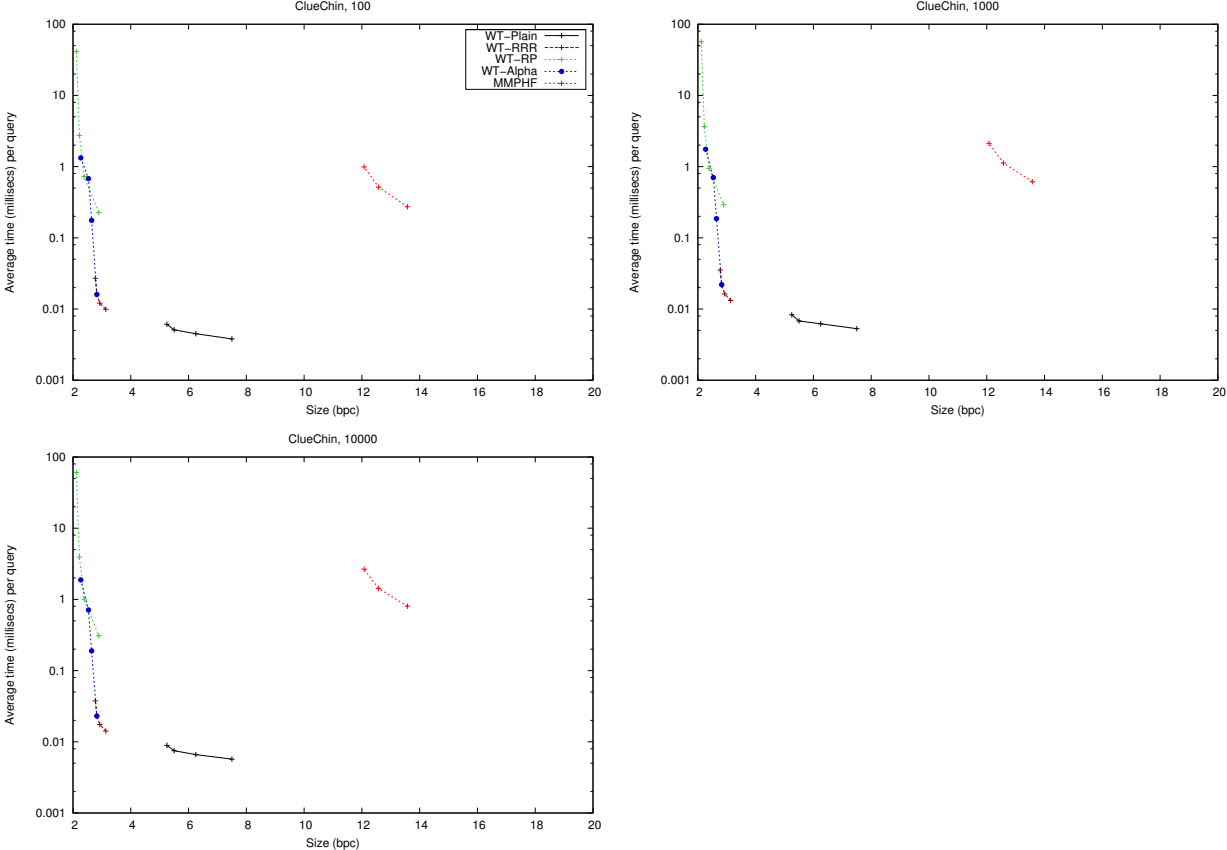 ClueChin, 100
100
10
1
0.1
0.01
0.001
2 4 6 8 10 12 14 16 18 20
Average time (millisecs) per query
Size (bpc)
WT-Plain
WT-RRR
WT-RP
WT-Alpha
MMPHF
ClueChin, 1000
100
10
1
0.1
0.01
0.001
2 4 6 8 10 12 14 16 18 20
Average time (millisecs) per query
Size (bpc)
ClueChin, 10000
100
10
1
0.1
0.01
0.001
2 4 6 8 10 12 14 16 18 20
Average time (millisecs) per query
Size (bpc)